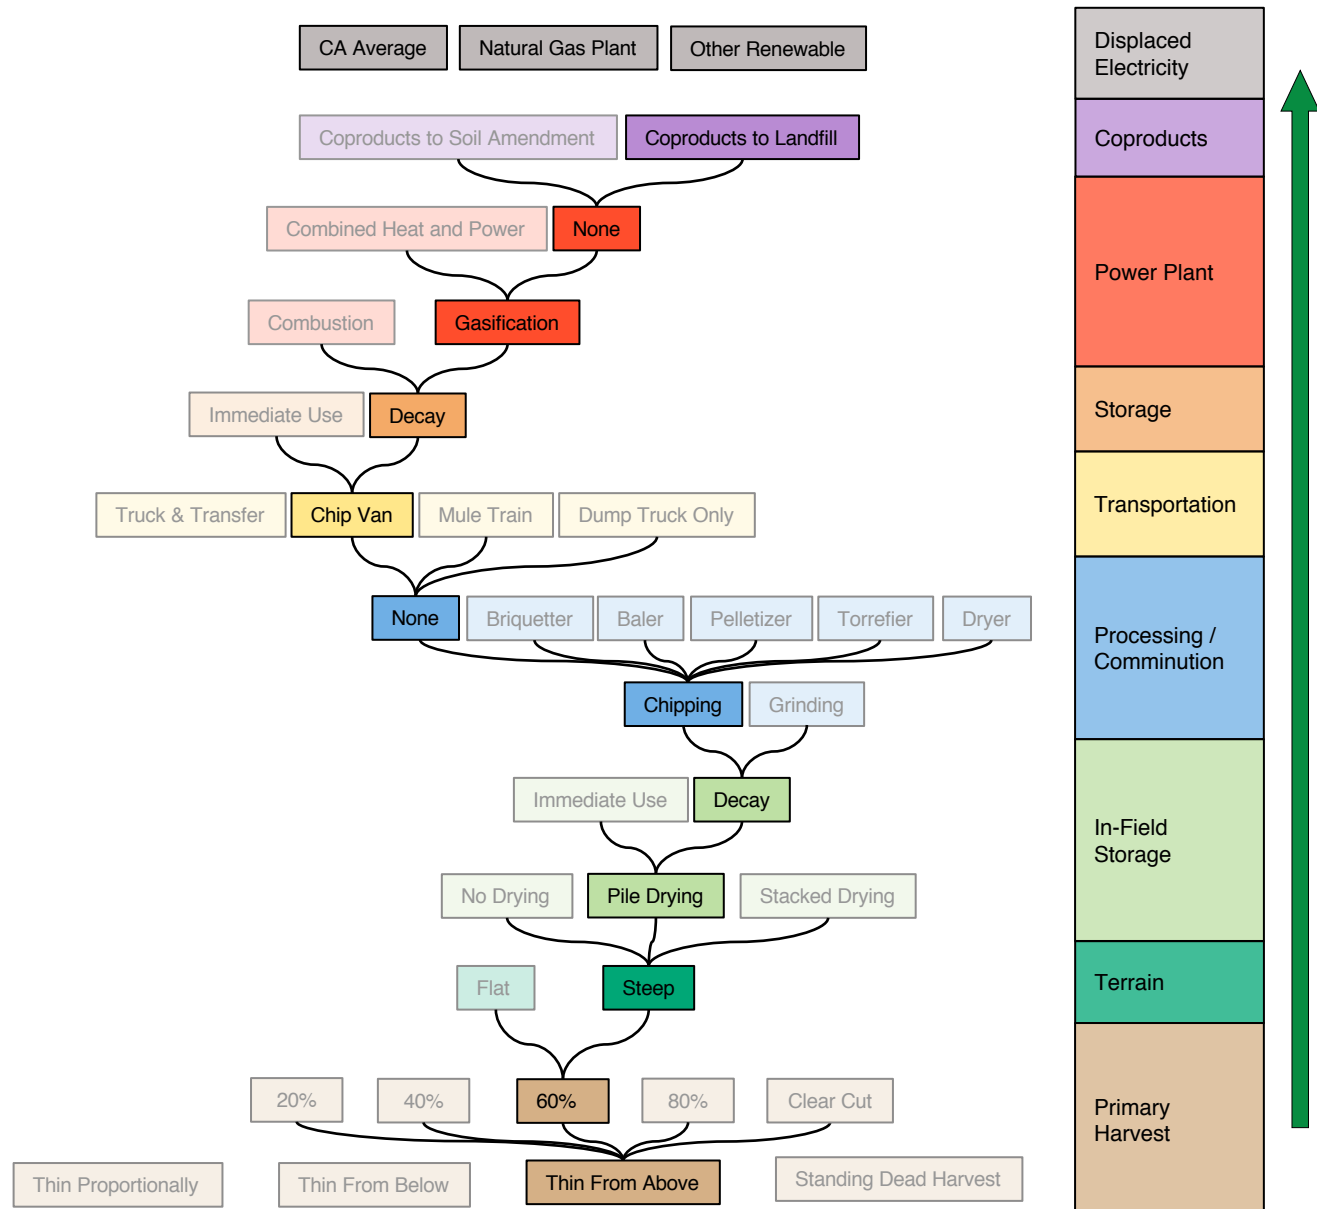 CA Average
Natural Gas Plant
Other Renewable
Displaced
Electricity
Coproducts to Soil Amendment
Coproducts to Landfill
Coproducts
Combined Heat and Power
None
Power Plant
Combustion
Gasification
Immediate Use
Decay
Storage
Truck & Transfer
Chip Van
Mule Train
Dump Truck Only
Transportation
None
Briquetter
Baler
Pelletizer
Torrefier
Dryer
Processing /
Comminution
Chipping
Grinding
Immediate Use
Decay
In-Field
Storage
No Drying
Pile Drying
Stacked Drying
Flat
Steep
Terrain
20%
40%
60%
80%
Clear Cut
Primary
Harvest
Thin Proportionally
Thin From Below
Thin From Above
Standing Dead Harvest